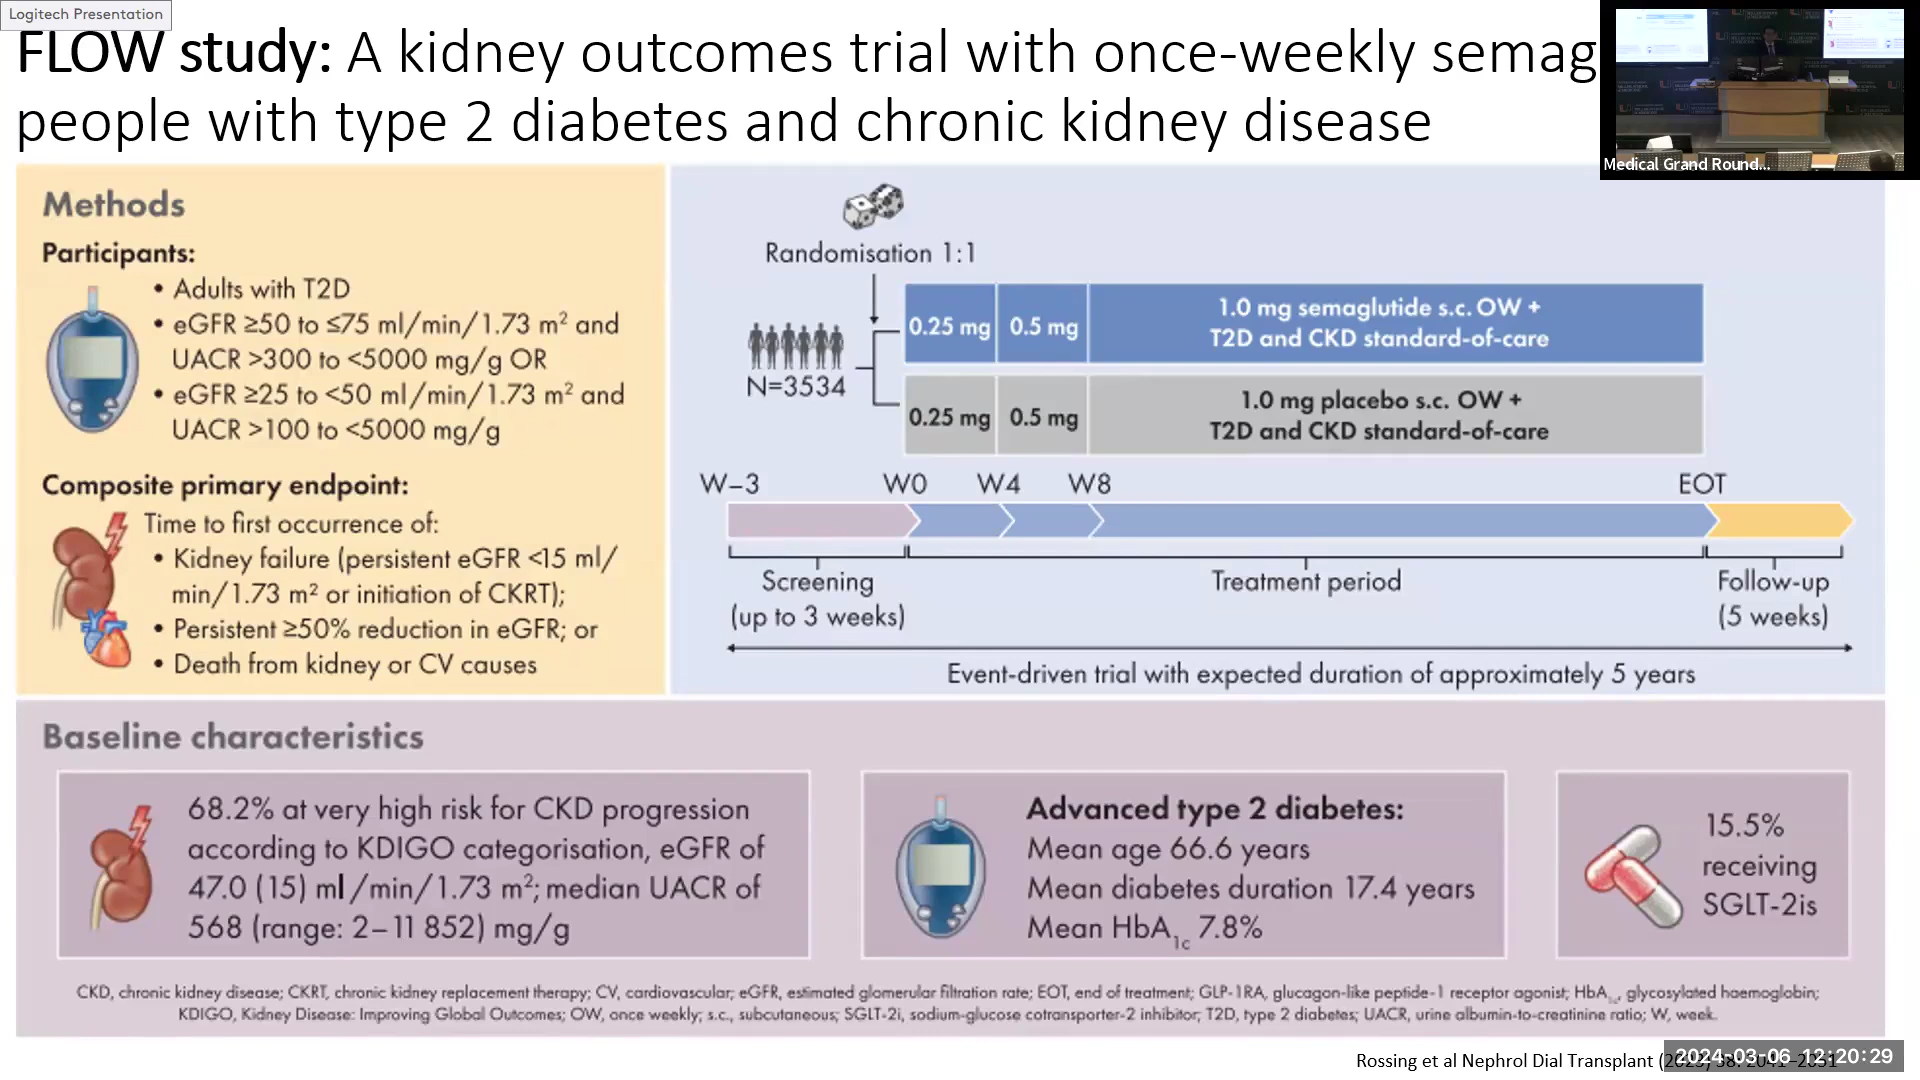 Logitech Presentation
FLOW study: A kidney outcomes trial with once-weekly semag
people with type 2 diabetes and chronic kidney disease
Medical Grand Round...
Methods
Participants:
• Adults with T2D
• eGFR ≥50 to ≤75 ml/min/1.73 m² and
UACR >300 to <5000 mg/g OR
• eGFR ≥25 to <50 ml/min/1.73 m² and
UACR >100 to <5000 mg/g
Composite primary endpoint:
Time to first occurrence of:
• Kidney failure (persistent eGFR <15 ml/
min/1.73 m² or initiation of CKRT);
• Persistent ≥50% reduction in eGFR; or
• Death from kidney or CV causes
Randomisation 1:1
N=3534
0.25 mg 0.5 mg
1.0 mg semaglutide s.c. OW +
T2D and CKD standard-of-care
0.25 mg 0.5 mg
1.0 mg placebo s.c. OW +
T2D and CKD standard-of-care
W–3 W0 W4 W8 EOT
Screening
(up to 3 weeks)
Treatment period
Follow-up
(5 weeks)
Event-driven trial with expected duration of approximately 5 years
Baseline characteristics
68.2% at very high risk for CKD progression
according to KDIGO categorisation, eGFR of
47.0 (15) ml/min/1.73 m²; median UACR of
568 (range: 2–11 852) mg/g
Advanced type 2 diabetes:
Mean age 66.6 years
Mean diabetes duration 17.4 years
Mean HbA1c 7.8%
15.5%
receiving
SGLT-2is
CKD, chronic kidney disease; CKRT, chronic kidney replacement therapy; CV, cardiovascular; eGFR, estimated glomerular filtration rate; EOT, end of treatment; GLP-1RA, glucagon-like peptide-1 receptor agonist; HbA1c, glycosylated haemoglobin;
KDIGO, Kidney Disease: Improving Global Outcomes; OW, once weekly; s.c., subcutaneous; SGLT-2i, sodium-glucose cotransporter-2 inhibitor; T2D, type 2 diabetes; UACR, urine albumin-to-creatinine ratio; W, week.
Rossing et al Nephrol Dial Transplant
2024-03-06 12:20:29